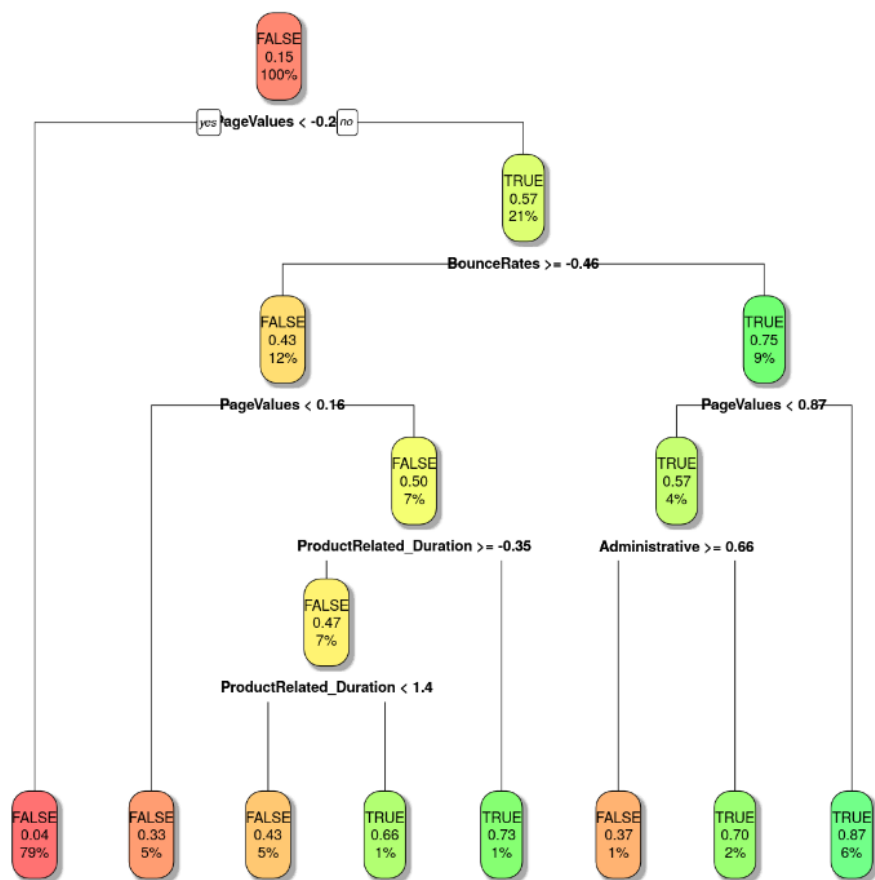 FALSE
0.15
100%
yes PageValues < -0.2 no
TRUE
0.57
21%
BounceRates >= -0.46
FALSE
0.43
12%
TRUE
0.75
9%
PageValues < 0.16
PageValues < 0.87
FALSE
0.50
7%
TRUE
0.57
4%
ProductRelated_Duration >= -0.35
Administrative >= 0.66
FALSE
0.47
7%
ProductRelated_Duration < 1.4
FALSE
0.04
79%
FALSE
0.33
5%
FALSE
0.43
5%
TRUE
0.66
1%
TRUE
0.73
1%
FALSE
0.37
1%
TRUE
0.70
2%
TRUE
0.87
6%